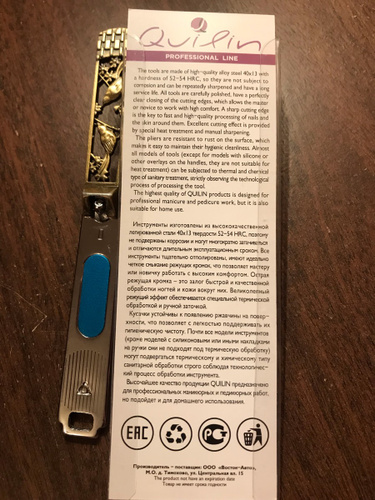 Quilin
PROFESSIONAL LINE
The tools are made of high-quality alloy steel 40x13 with
a hardness of 52-54 HRC, so they are not subject to
corrosion and can be repeatedly sharpened and have a long
service life. All tools are carefully polished, have a perfectly
clear closing of the cutting edges, which allows the master
or novice to work with high comfort. A sharp cutting edge
is the key to fast and high-quality processing of nails and
the skin around them. Excellent cutting effect is provided
by special heat treatment and manual sharpening.
The pliers are resistant to rust on the surface, which
makes it easy to maintain their hygienic cleanliness. Almost
all models of tools (except for models with silicone or
other overlays on the handles, they are not suitable for
heat treatment) can be subjected to thermal and chemical
type of sanitary treatment, strictly observing the technological
process of processing the tool.
The highest quality of QUILIN products is designed for
professional manicure and pedicure work, but it is also
suitable for home use.
Инструменты изготовлены из высококачественной
легированной стали 40х13 твердости 52-54 HRC, поэтому
не подвержены коррозии и могут многократно затачиваться
и отличаются длительным эксплуатационным сроком. Все
инструменты тщательно отполированы, имеют идеально
четкое смыкание режущих кромок, что позволяет мастеру
или новичку работать с высоким комфортом. Острая
режущая кромка – это залог быстрой и качественной
обработки ногтей и кожи вокруг них. Великолепный
режущий эффект обеспечивается специальной термической
обработкой и ручной заточкой.
Кусачки устойчивы к появлению ржавчины на поверх-
ности, что позволяет с легкостью поддерживать их
гигиеническую чистоту. Почти все модели инструментов
(кроме моделей с силиконовыми или иными накладками
на ручки они не подходят под термическую обработку)
могут подвергаться термическому и химическому типу
санитарной обработки строго соблюдая технологичес-
кий процесс обработки инструмента.
Высочайшее качество продукции QUILIN предназначено
для профессиональных маникюрных и педикюрных работ,
но подойдет и для домашнего использования.
EAC
Производитель – поставщик: ООО «Восток-Авто»,
М.О. д. Тимохово, ул. Центральная вл. 15
The product not have an expiration date
Товар не имеет срока годности